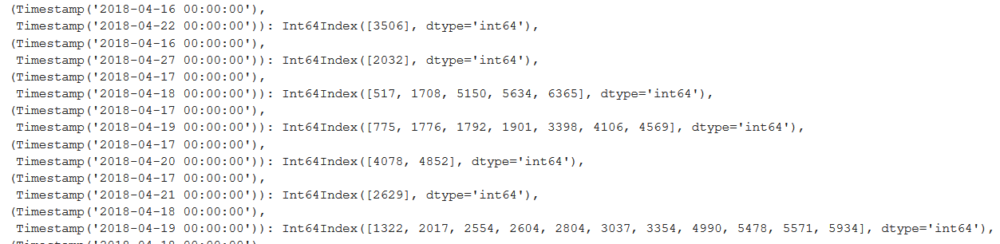 (Timestamp('2018-04-16 00:00:00'),
 Timestamp('2018-04-22 00:00:00')): Int64Index([3506], dtype='int64'),
(Timestamp('2018-04-16 00:00:00'),
 Timestamp('2018-04-27 00:00:00')): Int64Index([2032], dtype='int64'),
(Timestamp('2018-04-17 00:00:00'),
 Timestamp('2018-04-18 00:00:00')): Int64Index([517, 1708, 5150, 5634, 6365], dtype='int64'),
(Timestamp('2018-04-17 00:00:00'),
 Timestamp('2018-04-19 00:00:00')): Int64Index([775, 1776, 1792, 1901, 3398, 4106, 4569], dtype='int64'),
(Timestamp('2018-04-17 00:00:00'),
 Timestamp('2018-04-20 00:00:00')): Int64Index([4078, 4852], dtype='int64'),
(Timestamp('2018-04-17 00:00:00'),
 Timestamp('2018-04-21 00:00:00')): Int64Index([2629], dtype='int64'),
(Timestamp('2018-04-18 00:00:00'),
 Timestamp('2018-04-19 00:00:00')): Int64Index([1322, 2017, 2554, 2604, 2804, 3037, 3354, 4990, 5478, 5571, 5934], dtype='int64'),
(Timestamp('2018-04-18 00:00:00'),